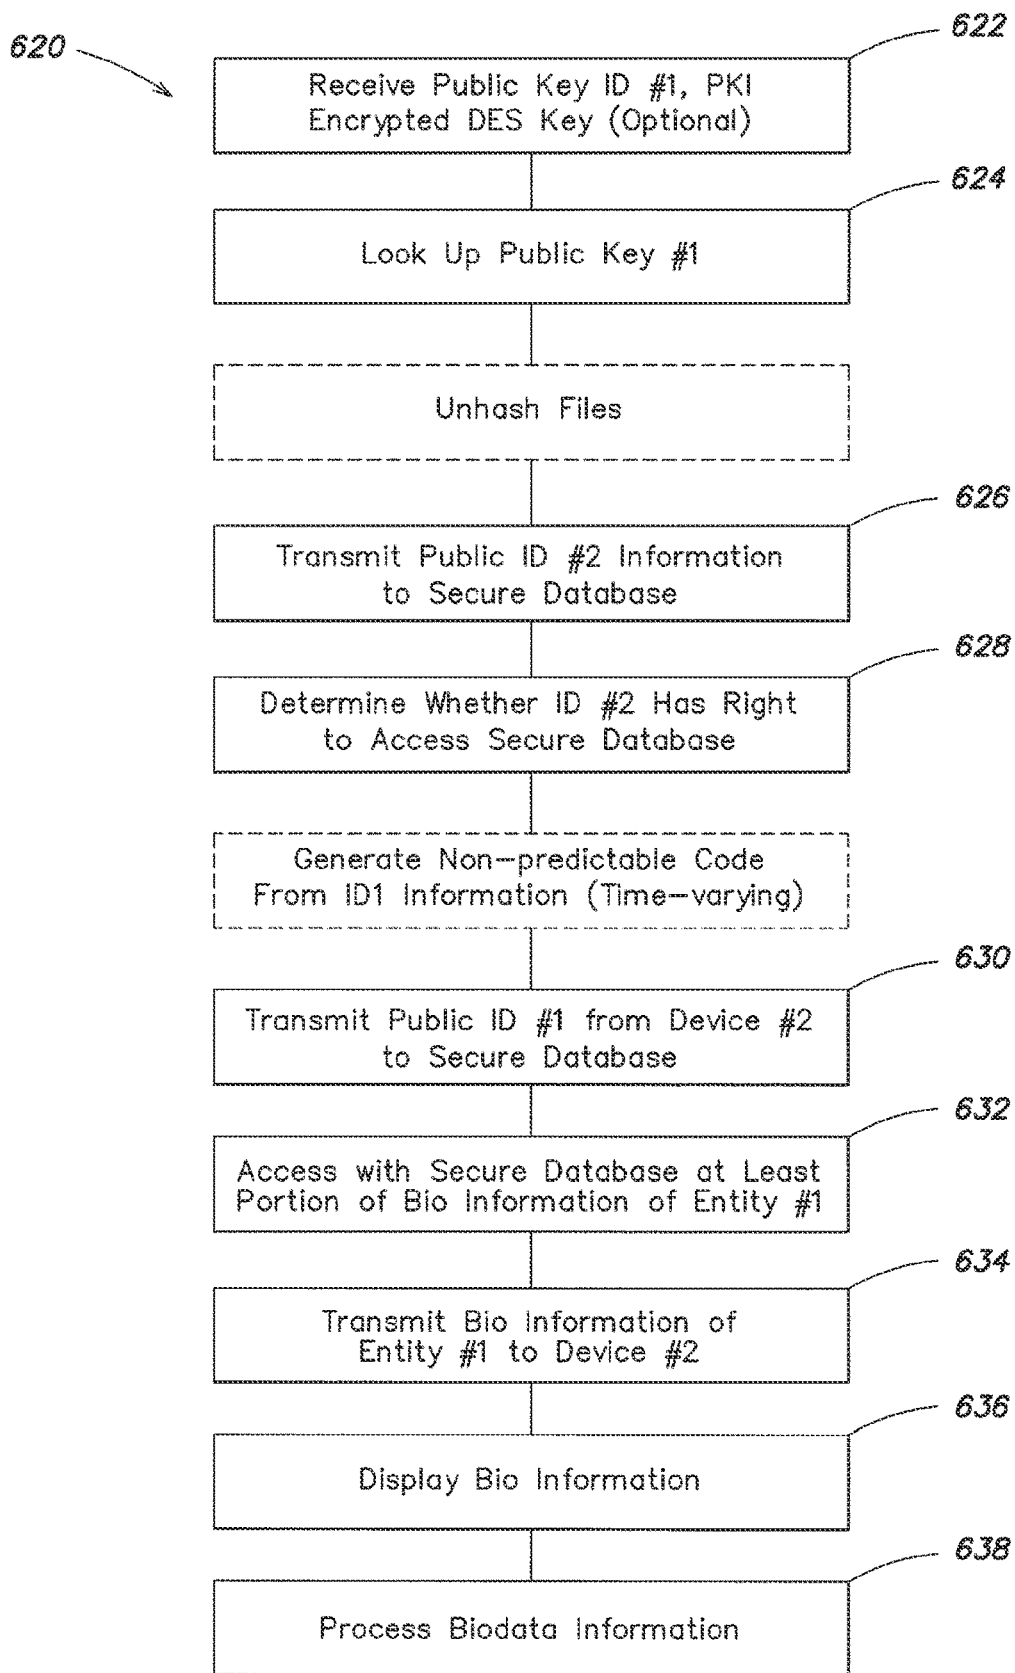 620
622
Receive Public Key ID #1, PKI
Encrypted DES Key (Optional)
624
Look Up Public Key #1
Unhash Files
626
Transmit Public ID #2 Information
to Secure Database
628
Determine Whether ID #2 Has Right
to Access Secure Database
Generate Non-predictable Code
From ID1 Information (Time-varying)
630
Transmit Public ID #1 from Device #2
to Secure Database
632
Access with Secure Database at Least
Portion of Bio Information of Entity #1
634
Transmit Bio Information of
Entity #1 to Device #2
636
Display Bio Information
638
Process Biodata Information